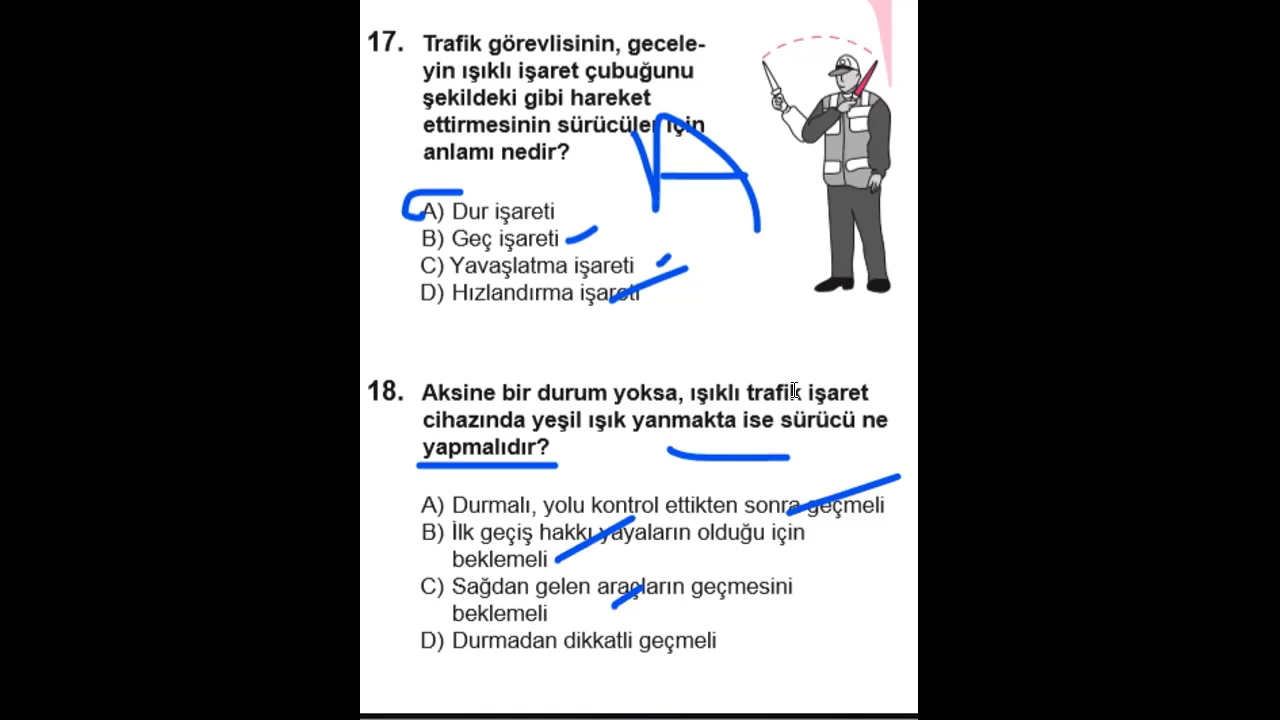 17. Trafik görevlisinin, gecele-
yin ışıklı işaret çubuğunu
şekildeki gibi hareket
ettirmesinin sürücüler için
anlamı nedir?
A
A) Dur işareti
B) Geç işareti
C) Yavaşlatma işareti
D) Hızlandırma işareti
18. Aksine bir durum yoksa, ışıklı trafik işaret
cihazında yeşil ışık yanmakta ise sürücü ne
yapmalıdır?
A) Durmalı, yolu kontrol ettikten sonra geçmeli
B) İlk geçiş hakkı yayaların olduğu için
beklemeli
C) Sağdan gelen araçların geçmesini
beklemeli
D) Durmadan dikkatli geçmeli